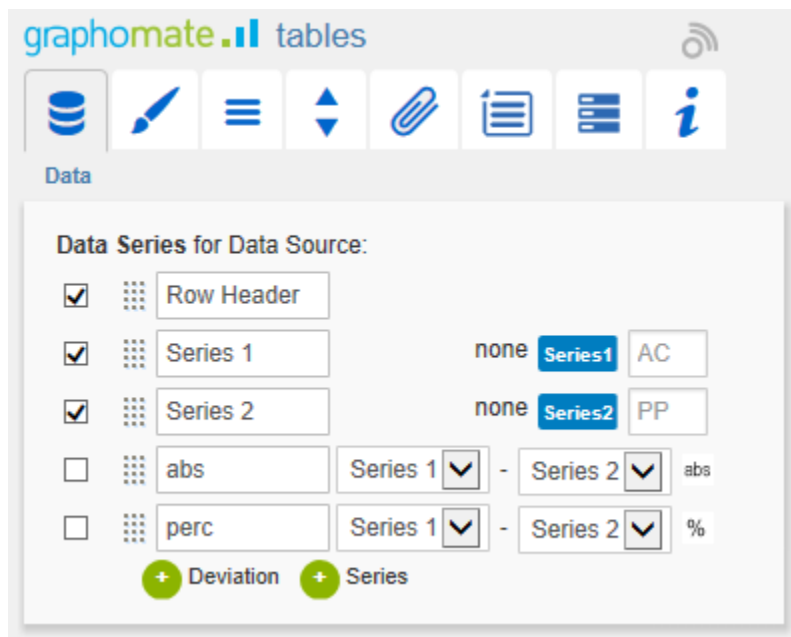 graphomate tables
i
Data
Data Series for Data Source:
Row Header
Series 1 none Series1 AC
Series 2 none Series2 PP
abs Series 1 - Series 2 abs
perc Series 1 - Series 2 %
+ Deviation + Series